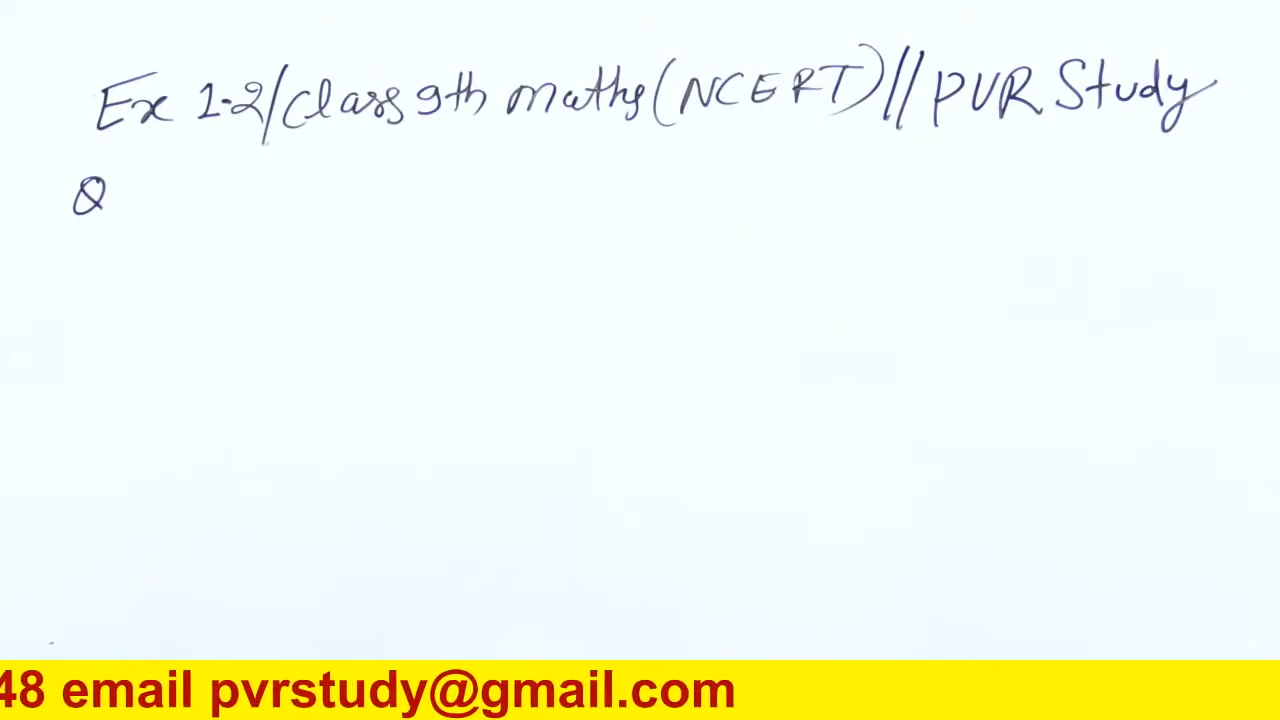 Ex 1.2/Class 9th maths (NCERT)//PVR Study
Q
48 email pvrstudy@gmail.com